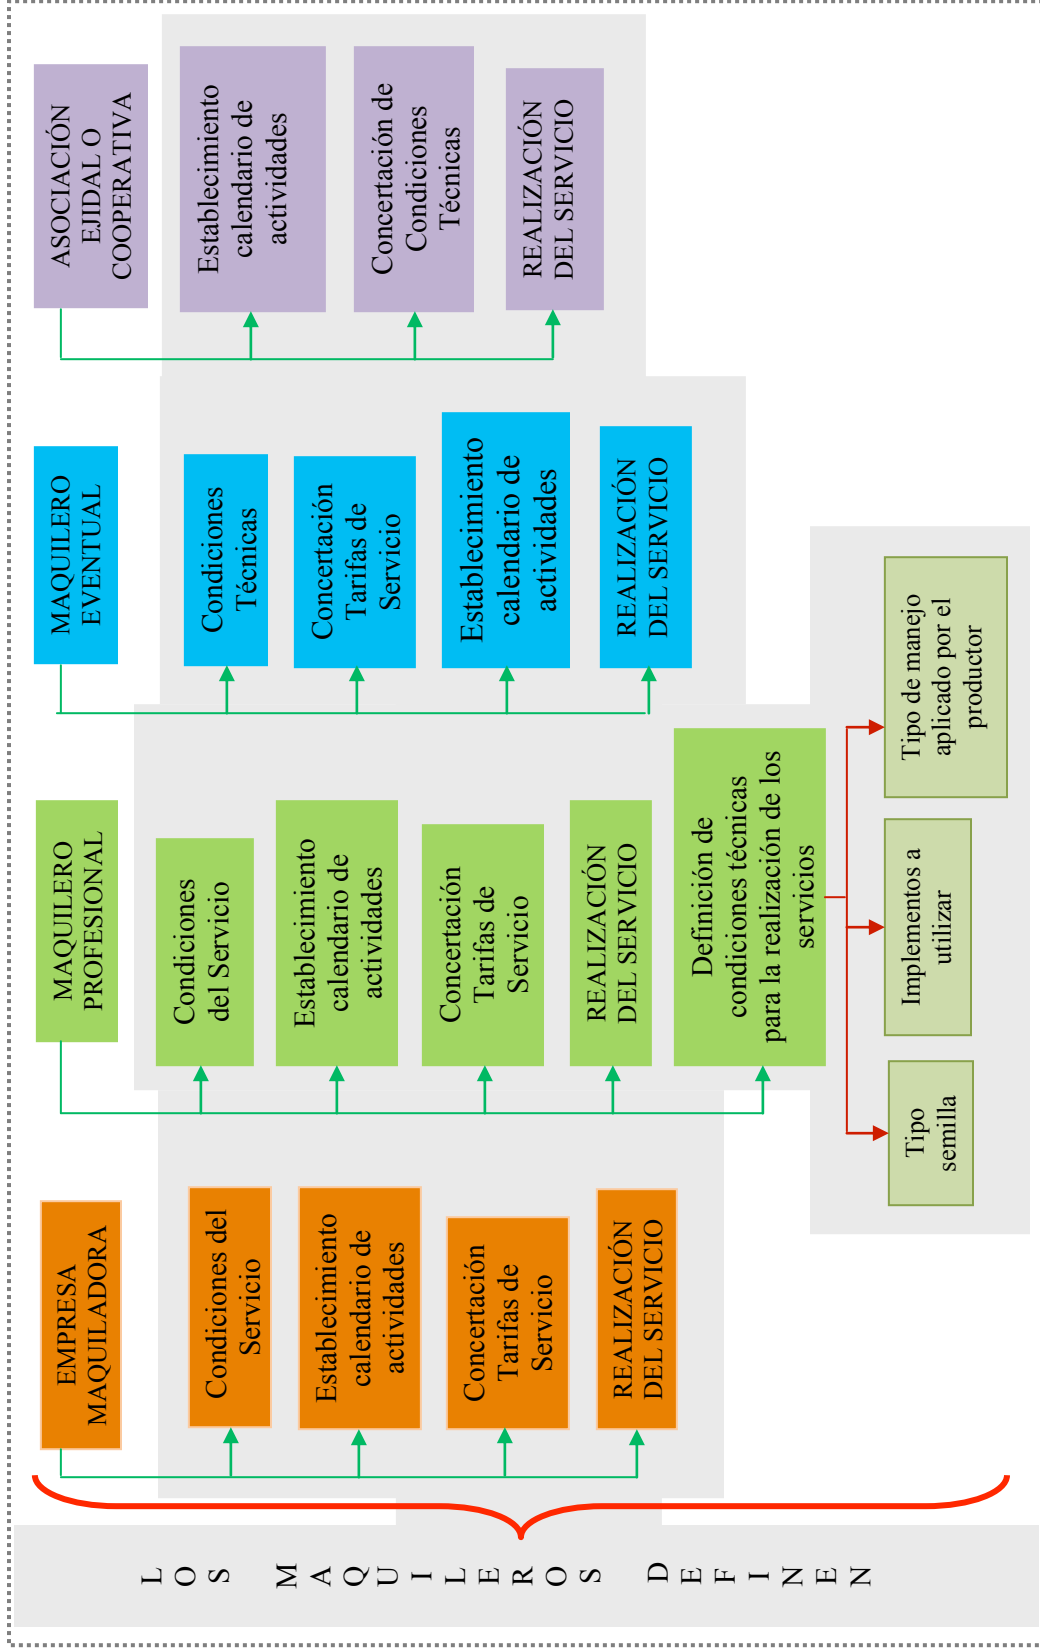 L
O
S
M
A
Q
U
I
L
E
R
O
S
D
E
F
I
N
E
N
EMPRESA
MAQUILADORA
Condiciones del
Servicio
Establecimiento
calendario de
actividades
Concertación
Tarifas de
Servicio
REALIZACIÓN
DEL SERVICIO
MAQUILERO
PROFESIONAL
Condiciones
del Servicio
Establecimiento
calendario de
actividades
Concertación
Tarifas de
Servicio
REALIZACIÓN
DEL SERVICIO
Definición de
condiciones técnicas
para la realización de los
servicios
Tipo
semilla
Implementos a
utilizar
Tipo de manejo
aplicado por el
productor
MAQUILERO
EVENTUAL
Condiciones
Técnicas
Concertación
Tarifas de
Servicio
Establecimiento
calendario de
actividades
REALIZACIÓN
DEL SERVICIO
ASOCIACIÓN
EJIDAL O
COOPERATIVA
Establecimiento
calendario de
actividades
Concertación de
Condiciones
Técnicas
REALIZACIÓN
DEL SERVICIO